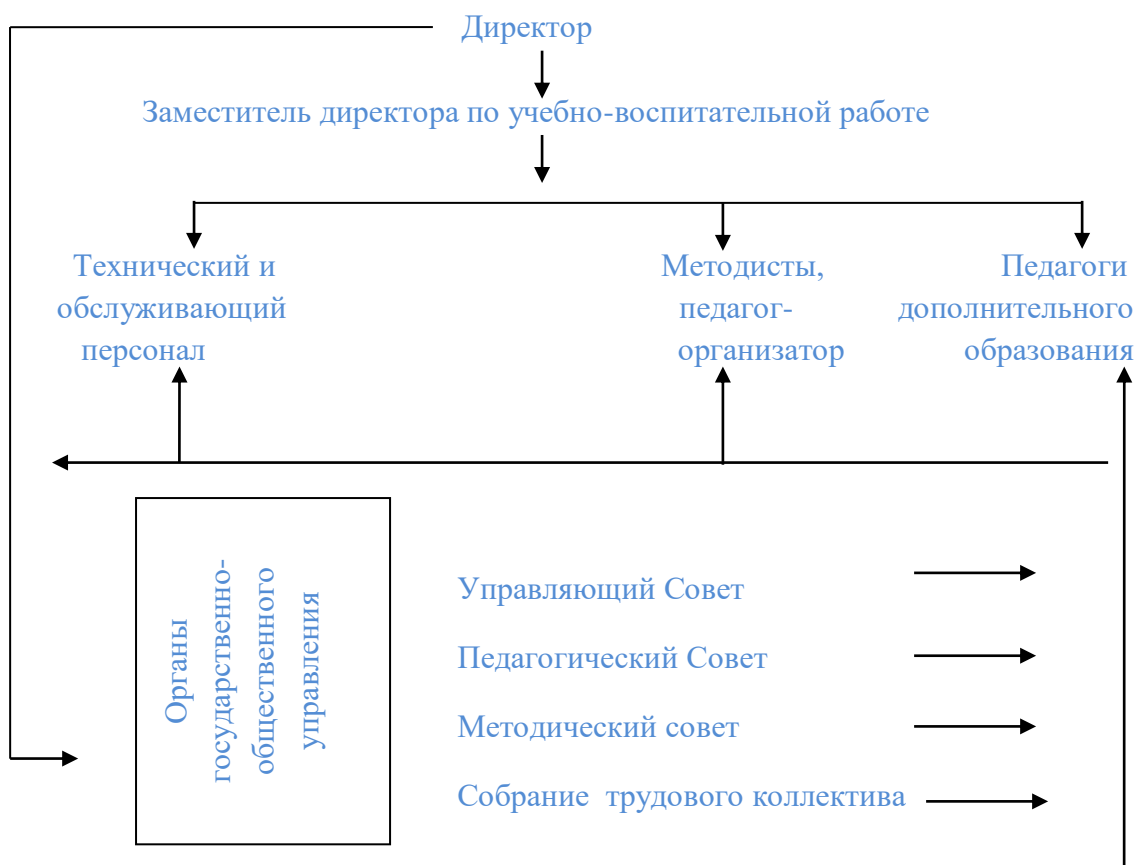 Директор
Заместитель директора по учебно-воспитательной работе
Технический и
обслуживающий
персонал
Методисты,
педагог-
организатор
Педагоги
дополнительного
образования
Органы
государственно-
общественного
управления
Управляющий Совет
Педагогический Совет
Методический совет
Собрание трудового коллектива